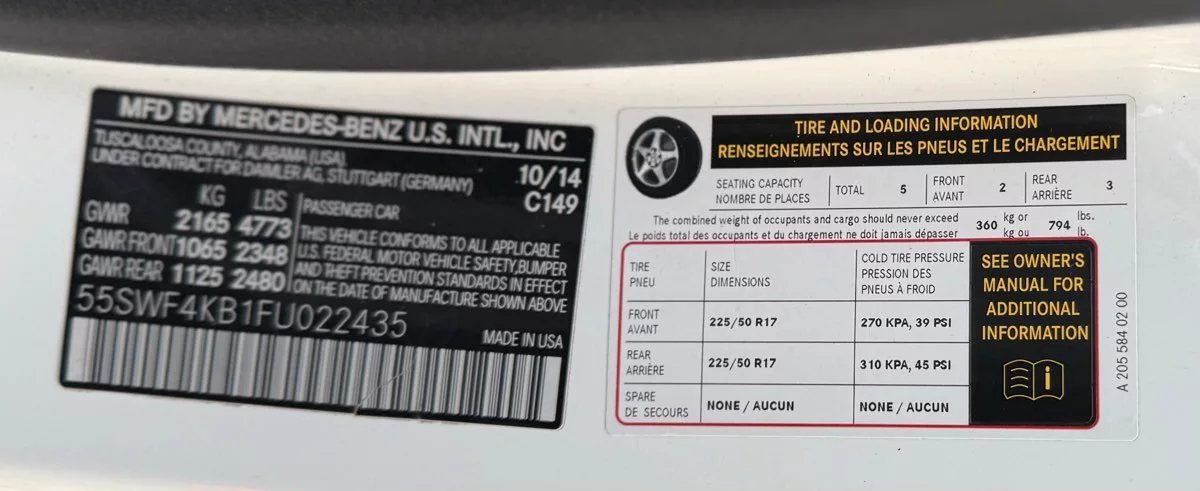 MFD BY MERCEDES-BENZ U.S. INTL., INC
TUSCALOOSA COUNTY, ALABAMA (USA)
UNDER CONTRACT FOR DAIMLER AG, STUTTGART (GERMANY)
10/14
C149
KG LBS
GVWR 2165 4773
GAWR FRONT 1065 2348
GAWR REAR 1125 2480
PASSENGER CAR
THIS VEHICLE CONFORMS TO ALL APPLICABLE
U.S. FEDERAL MOTOR VEHICLE SAFETY, BUMPER
AND THEFT PREVENTION STANDARDS IN EFFECT
ON THE DATE OF MANUFACTURE SHOWN ABOVE
55SWF4KB1FU022435
MADE IN USA
TIRE AND LOADING INFORMATION
RENSEIGNEMENTS SUR LES PNEUS ET LE CHARGEMENT
SEATING CAPACITY
NOMBRE DE PLACES
TOTAL 5
FRONT
AVANT
2
REAR
ARRIÈRE
3
The combined weight of occupants and cargo should never exceed
Le poids total des occupants et du chargement ne doit jamais dépasser
360
kg or
kg ou
794
lbs.
lb.
TIRE
PNEU
SIZE
DIMENSIONS
COLD TIRE PRESSURE
PRESSION DES
PNEUS À FROID
FRONT
AVANT
225/50 R17
270 KPA, 39 PSI
REAR
ARRIÈRE
225/50 R17
310 KPA, 45 PSI
SPARE
DE SECOURS
NONE / AUCUN
NONE / AUCUN
SEE OWNER'S
MANUAL FOR
ADDITIONAL
INFORMATION
i
A 205 584 02 00